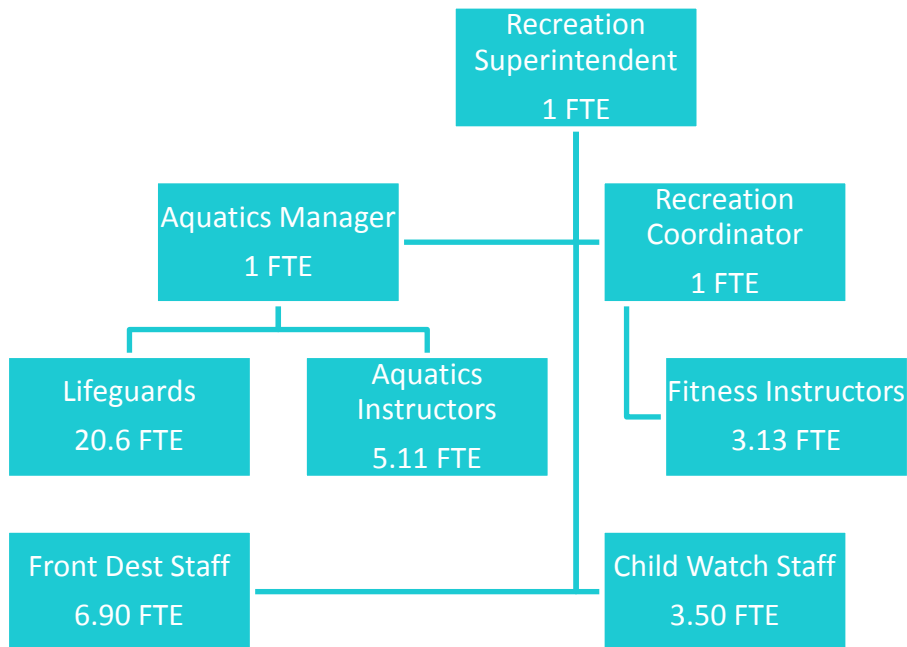 Recreation
Superintendent
1 FTE
Aquatics Manager
1 FTE
Recreation
Coordinator
1 FTE
Lifeguards
20.6 FTE
Aquatics
Instructors
5.11 FTE
Fitness Instructors
3.13 FTE
Front Dest Staff
6.90 FTE
Child Watch Staff
3.50 FTE